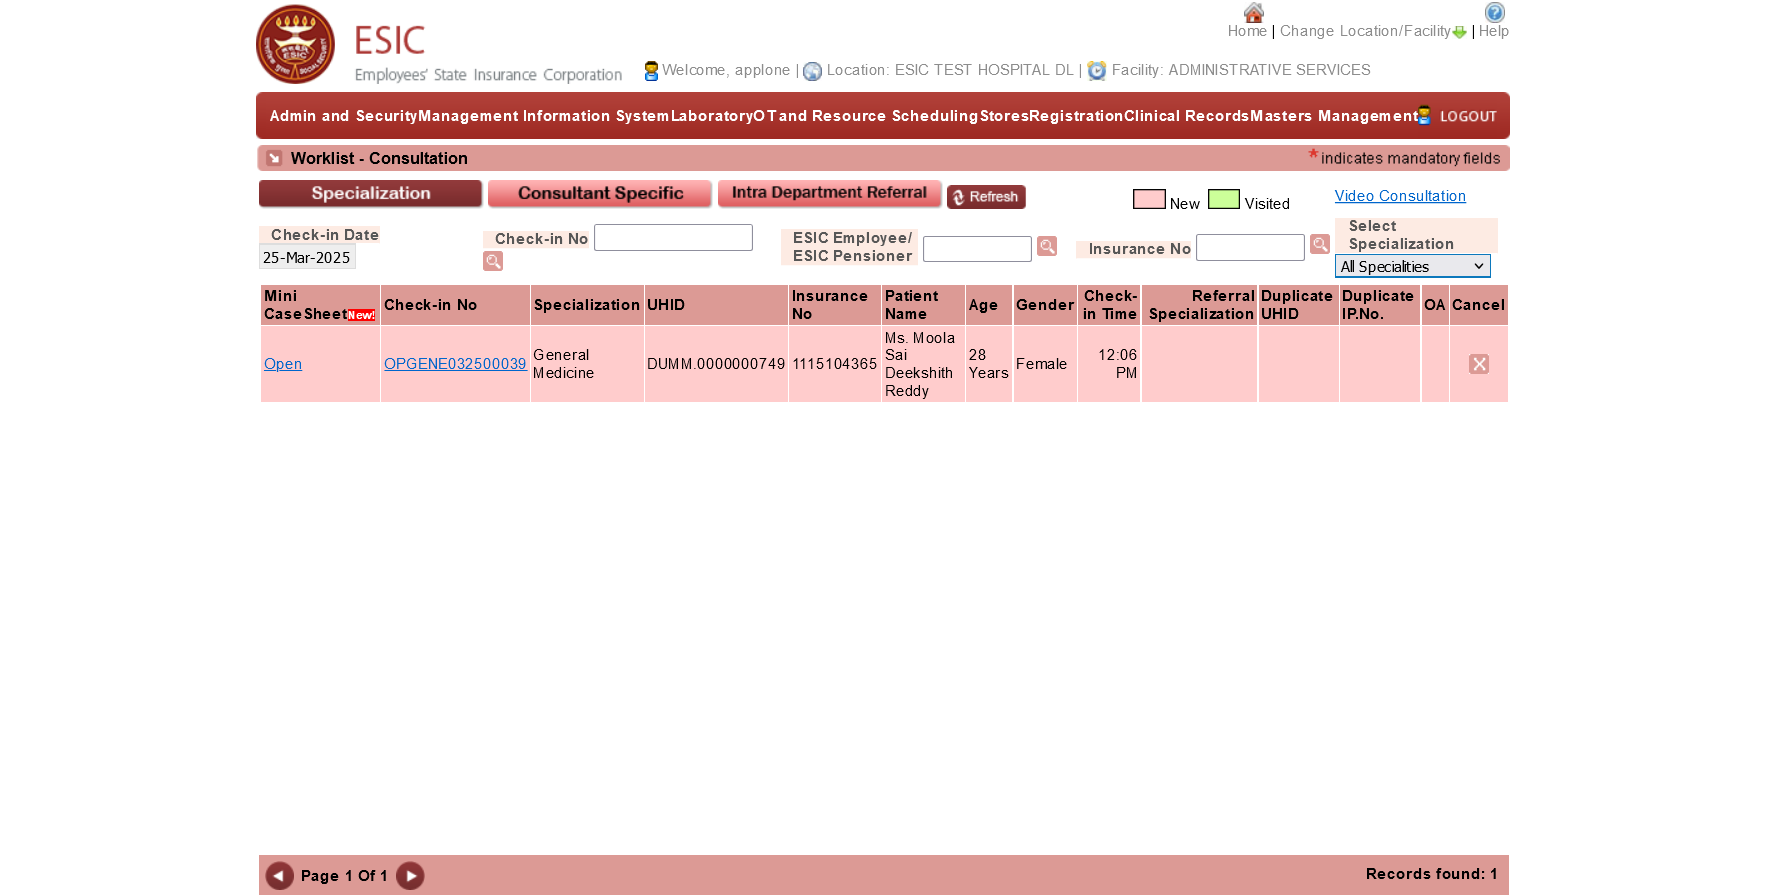 ESIC
Employees' State Insurance Corporation
Home | Change Location/Facility | Help
Welcome, applone | Location: ESIC TEST HOSPITAL DL | Facility: ADMINISTRATIVE SERVICES
Admin and Security Management Information System Laboratory OT and Resource Scheduling Stores Registration Clinical Records Masters Management LOGOUT
Worklist - Consultation
* indicates mandatory fields
Specialization Consultant Specific Intra Department Referral Refresh
New Visited
Video Consultation
Check-in Date
25-Mar-2025
Check-in No
ESIC Employee/
ESIC Pensioner
Insurance No
Select
Specialization
All Specialities
Mini
CaseSheet New!
Check-in No
Specialization
UHID
Insurance
No
Patient
Name
Age
Gender
Check-
in Time
Referral
Specialization
Duplicate
UHID
Duplicate
IP.No.
OA
Cancel
Open
OPGENE032500039
General
Medicine
DUMM.0000000749
1115104365
Ms. Moola
Sai
Deekshith
Reddy
28
Years
Female
12:06
PM
Page 1 Of 1
Records found: 1